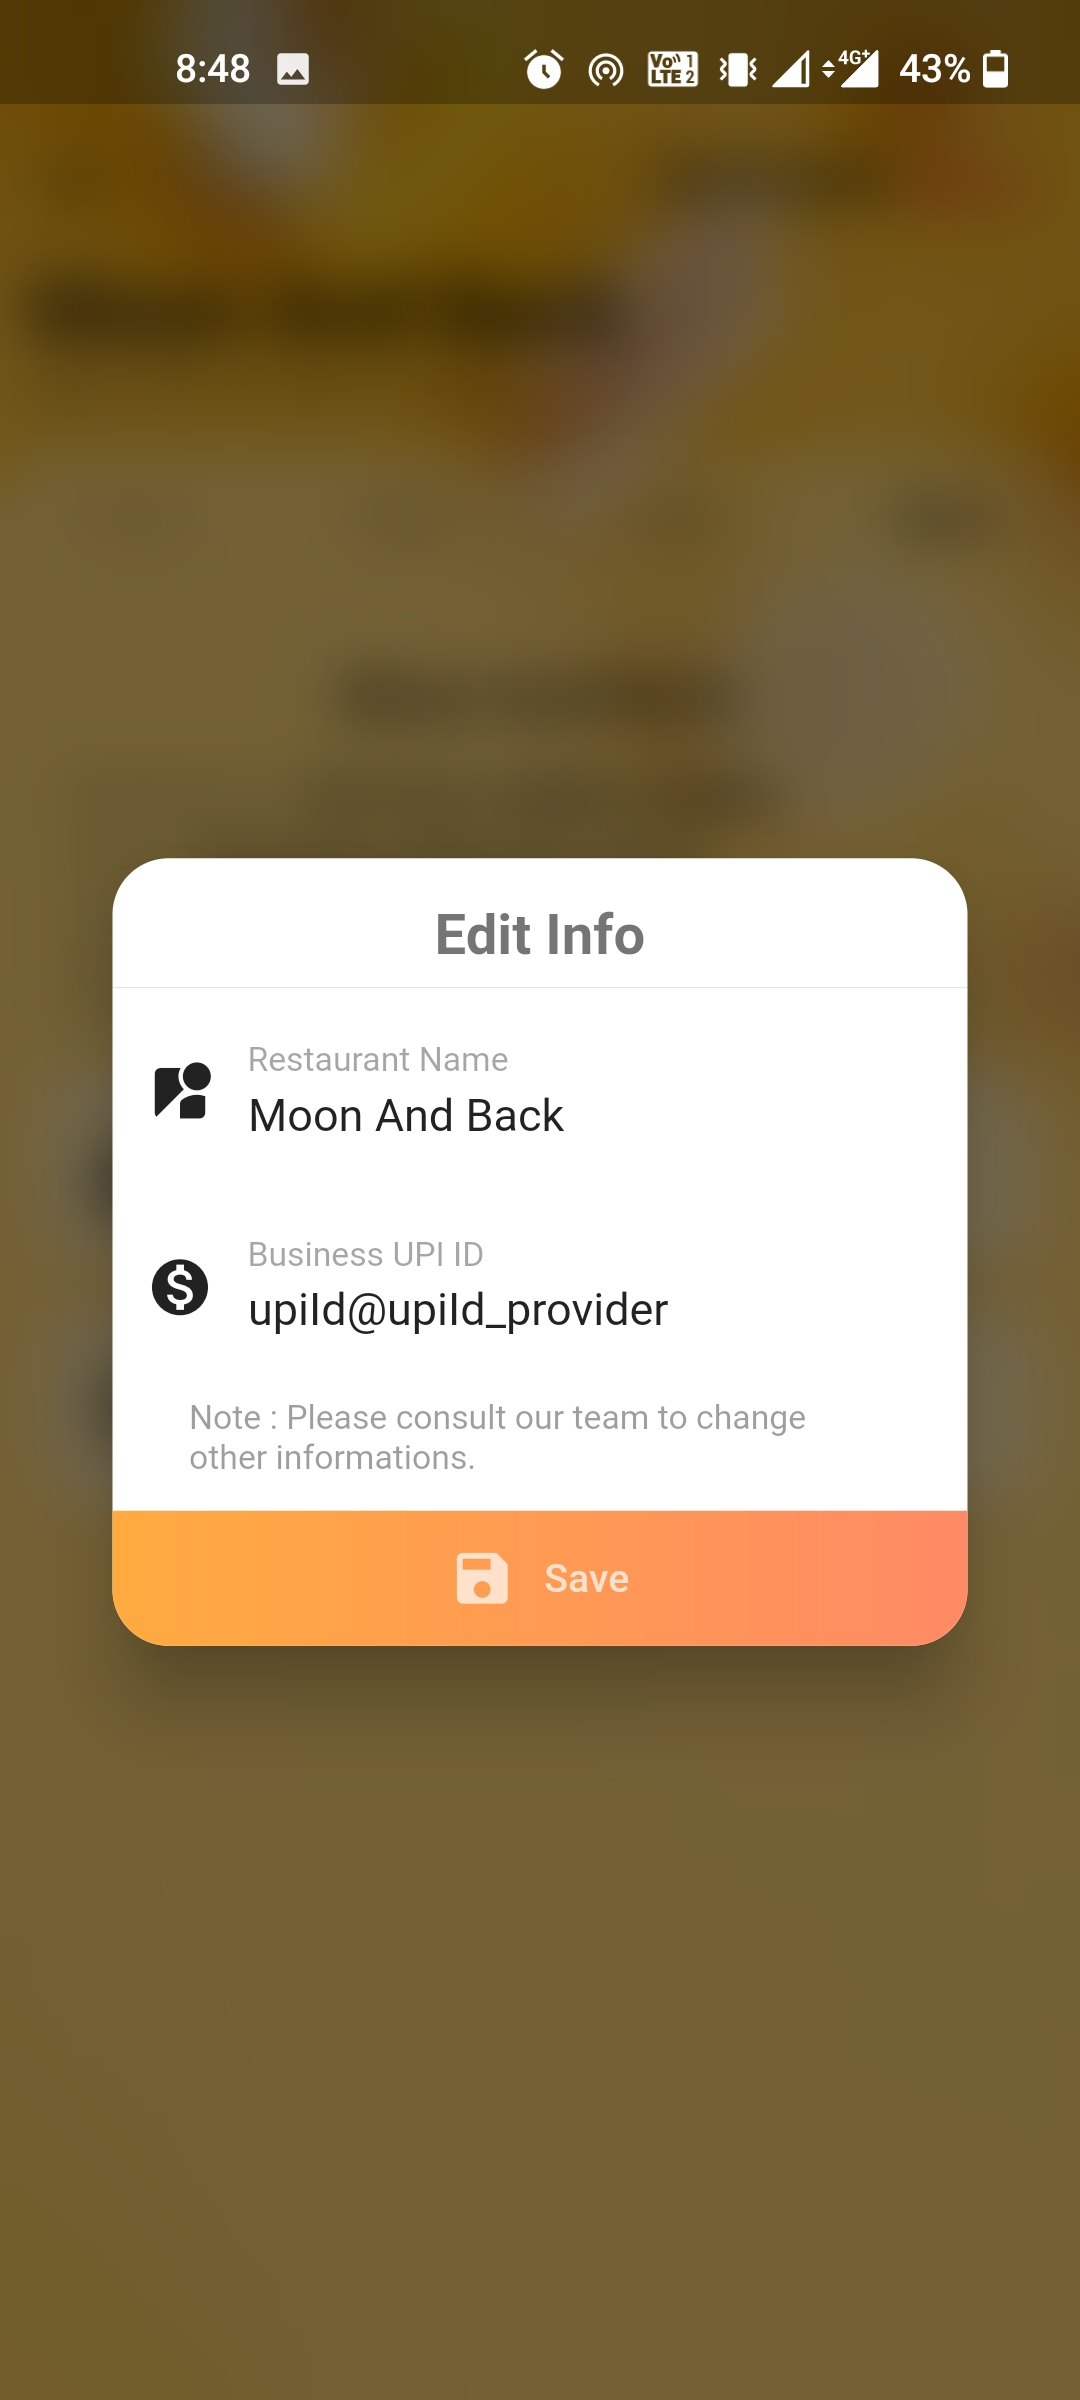 8:48 Vo LTE 1 2 4G+ 43%
Edit Info
Restaurant Name
Moon And Back
Business UPI ID
upiId@upiId_provider
Note : Please consult our team to change
other informations.
Save